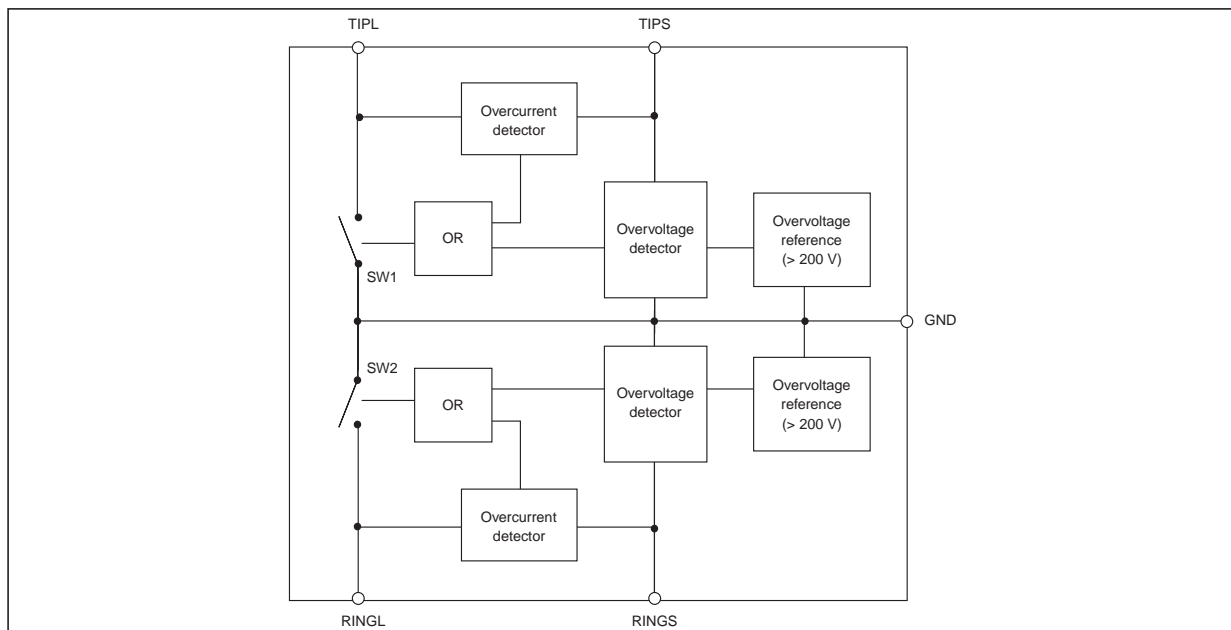 TIPL
TIPS
Overcurrent
detector
OR
Overvoltage
detector
Overvoltage
reference
(> 200 V)
SW1
GND
SW2
OR
Overvoltage
detector
Overvoltage
reference
(> 200 V)
Overcurrent
detector
RINGL
RINGS